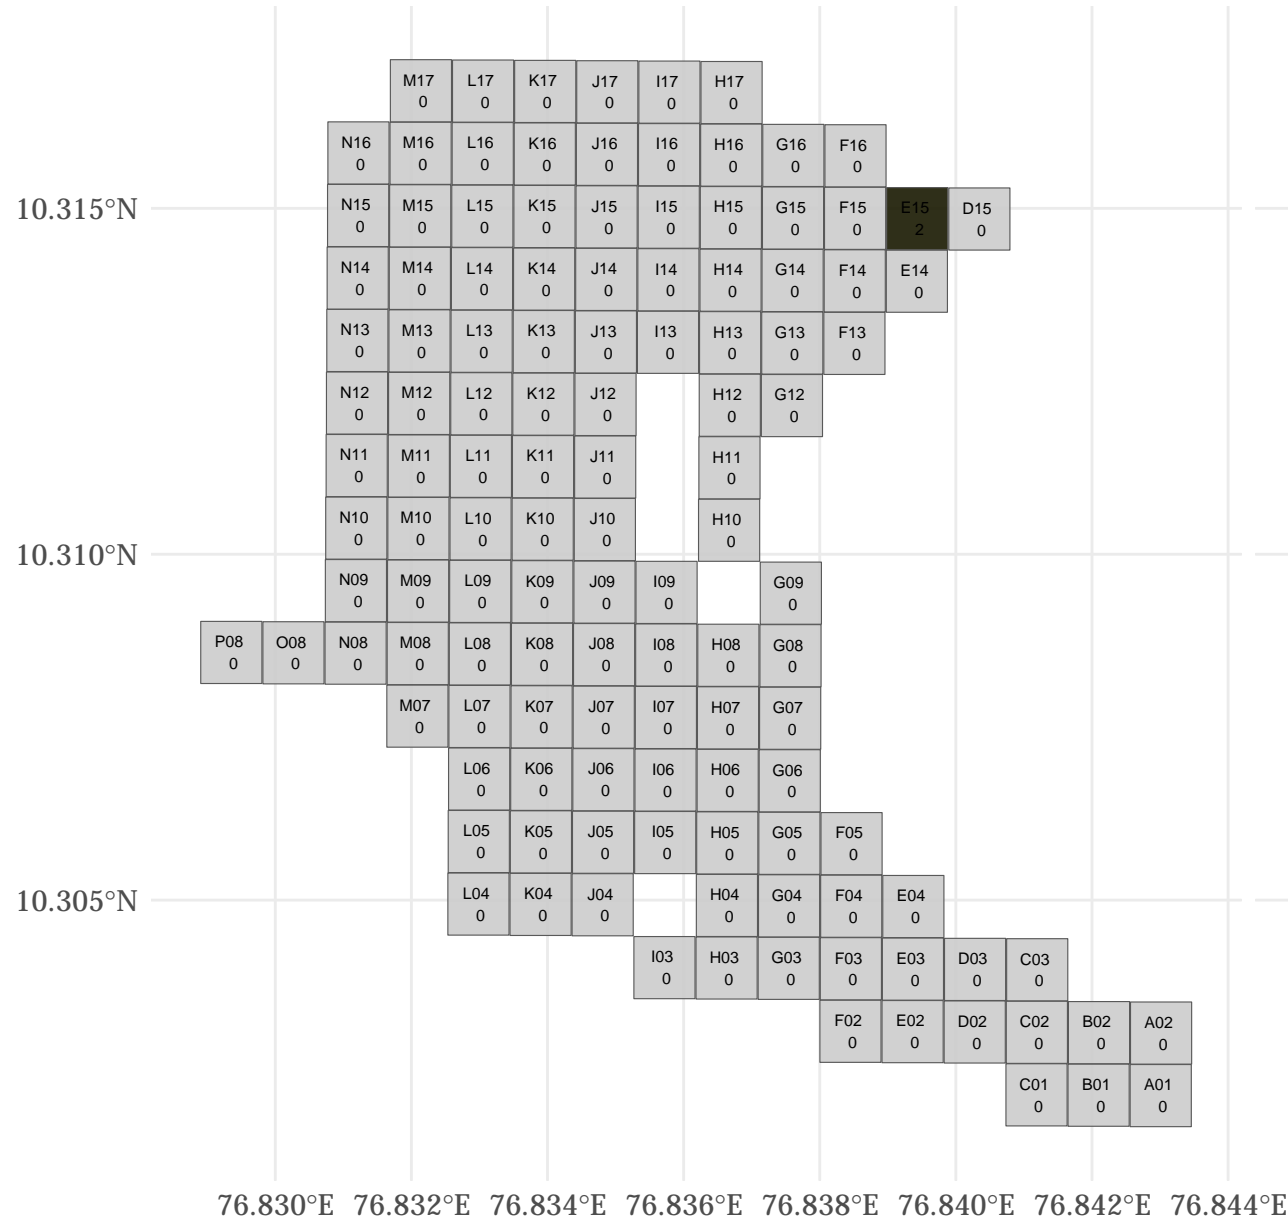 M17 L17 K17 J17 I17 H17
0 0 0 0 0 0
N16 M16 L16 K16 J16 I16 H16 G16 F16
0 0 0 0 0 0 0 0 0
10.315°N N15 M15 L15 K15 J15 I15 H15 G15 F15 E15 D15
0 0 0 0 0 0 0 0 0 2 0
N14 M14 L14 K14 J14 I14 H14 G14 F14 E14
0 0 0 0 0 0 0 0 0 0
N13 M13 L13 K13 J13 I13 H13 G13 F13
0 0 0 0 0 0 0 0 0
N12 M12 L12 K12 J12 H12 G12
0 0 0 0 0 0 0
N11 M11 L11 K11 J11 H11
0 0 0 0 0 0
N10 M10 L10 K10 J10 H10
0 0 0 0 0 0
10.310°N
N09 M09 L09 K09 J09 I09 G09
0 0 0 0 0 0 0
P08 O08 N08 M08 L08 K08 J08 I08 H08 G08
0 0 0 0 0 0 0 0 0 0
M07 L07 K07 J07 I07 H07 G07
0 0 0 0 0 0 0
L06 K06 J06 I06 H06 G06
0 0 0 0 0 0
L05 K05 J05 I05 H05 G05 F05
0 0 0 0 0 0 0
10.305°N L04 K04 J04 H04 G04 F04 E04
0 0 0 0 0 0 0
I03 H03 G03 F03 E03 D03 C03
0 0 0 0 0 0 0
F02 E02 D02 C02 B02 A02
0 0 0 0 0 0
C01 B01 A01
0 0 0
76.830°E 76.832°E 76.834°E 76.836°E 76.838°E 76.840°E 76.842°E 76.844°E